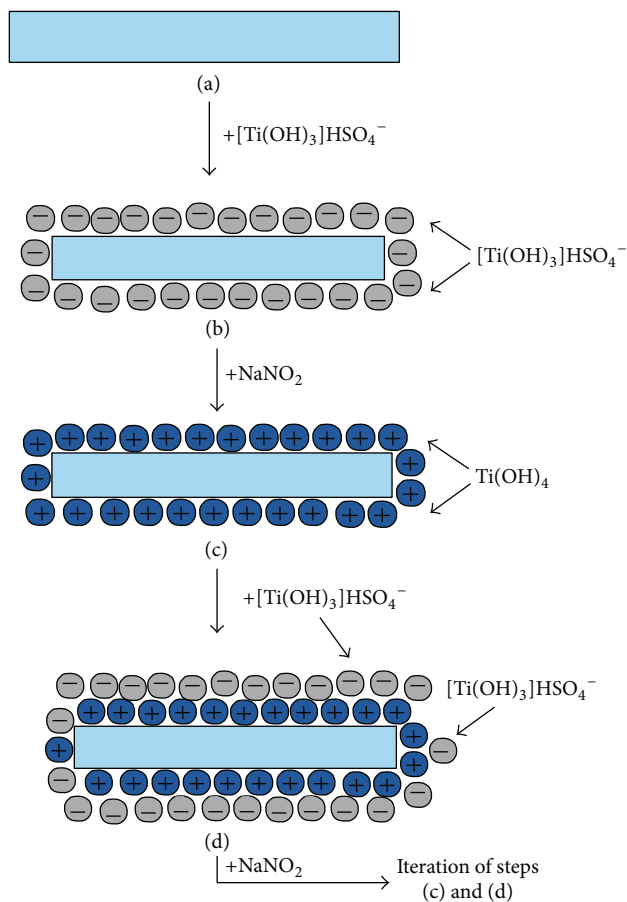 (a)
+[Ti(OH)₃]HSO₄⁻
[Ti(OH)₃]HSO₄⁻
(b)
+NaNO₂
Ti(OH)₄
(c)
+[Ti(OH)₃]HSO₄⁻
[Ti(OH)₃]HSO₄⁻
(d)
+NaNO₂
Iteration of steps
(c) and (d)